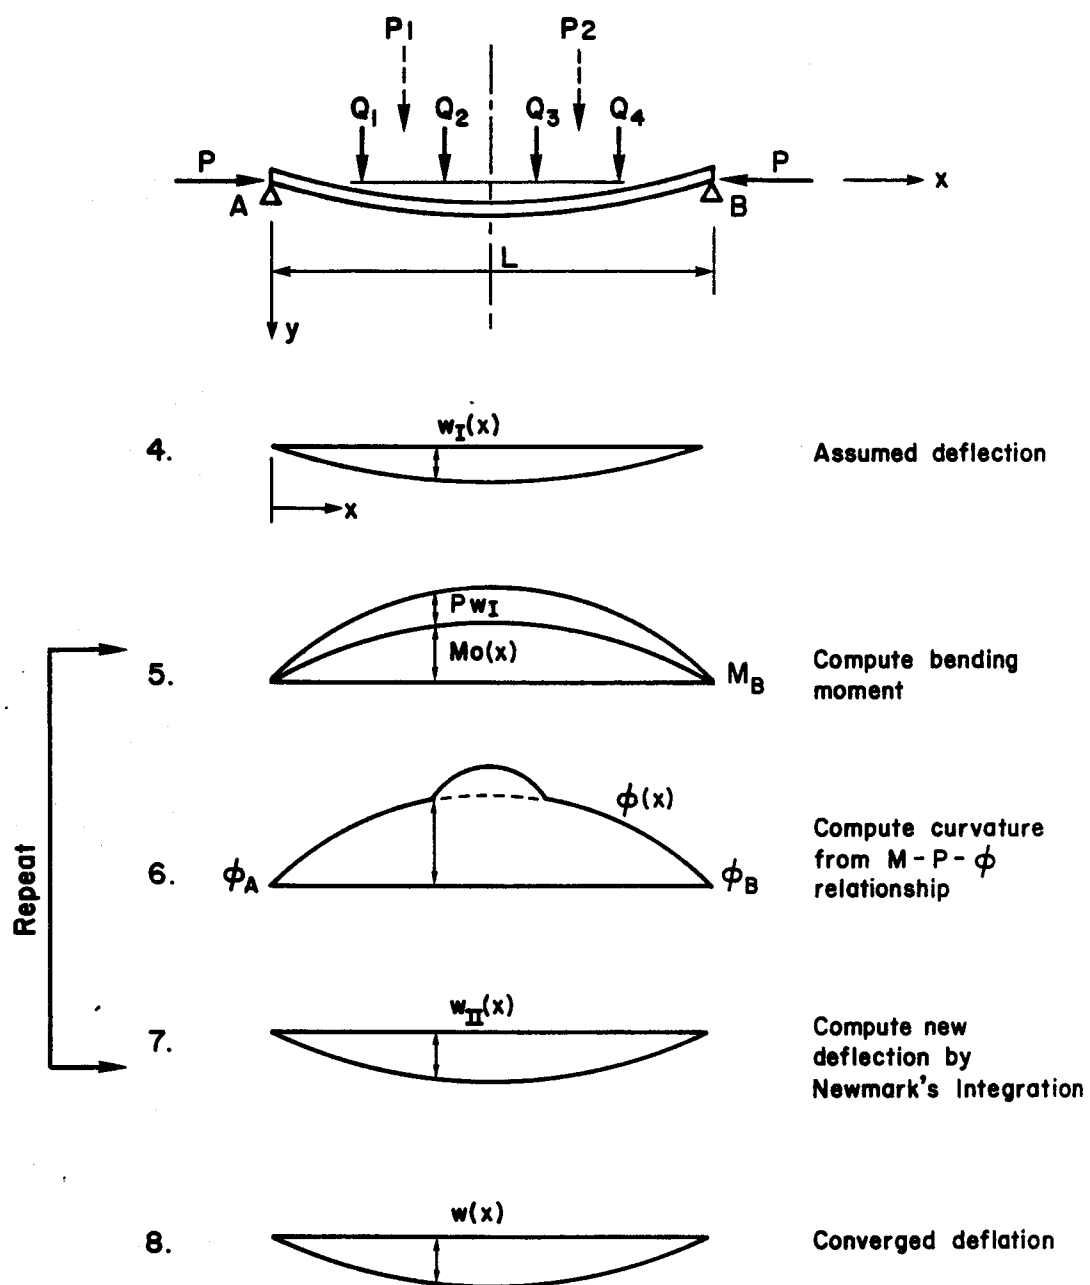 P1 P2
Q1 Q2 Q3 Q4
P P x
A B
L
y
wI(x)
4. Assumed deflection
x
PwI
Mo(x)
5. MB Compute bending
moment
ϕ(x)
Compute curvature
from M-P-ϕ
relationship
6. ϕA ϕB
Repeat
wII(x)
7. Compute new
deflection by
Newmark's Integration
w(x)
8. Converged deflation